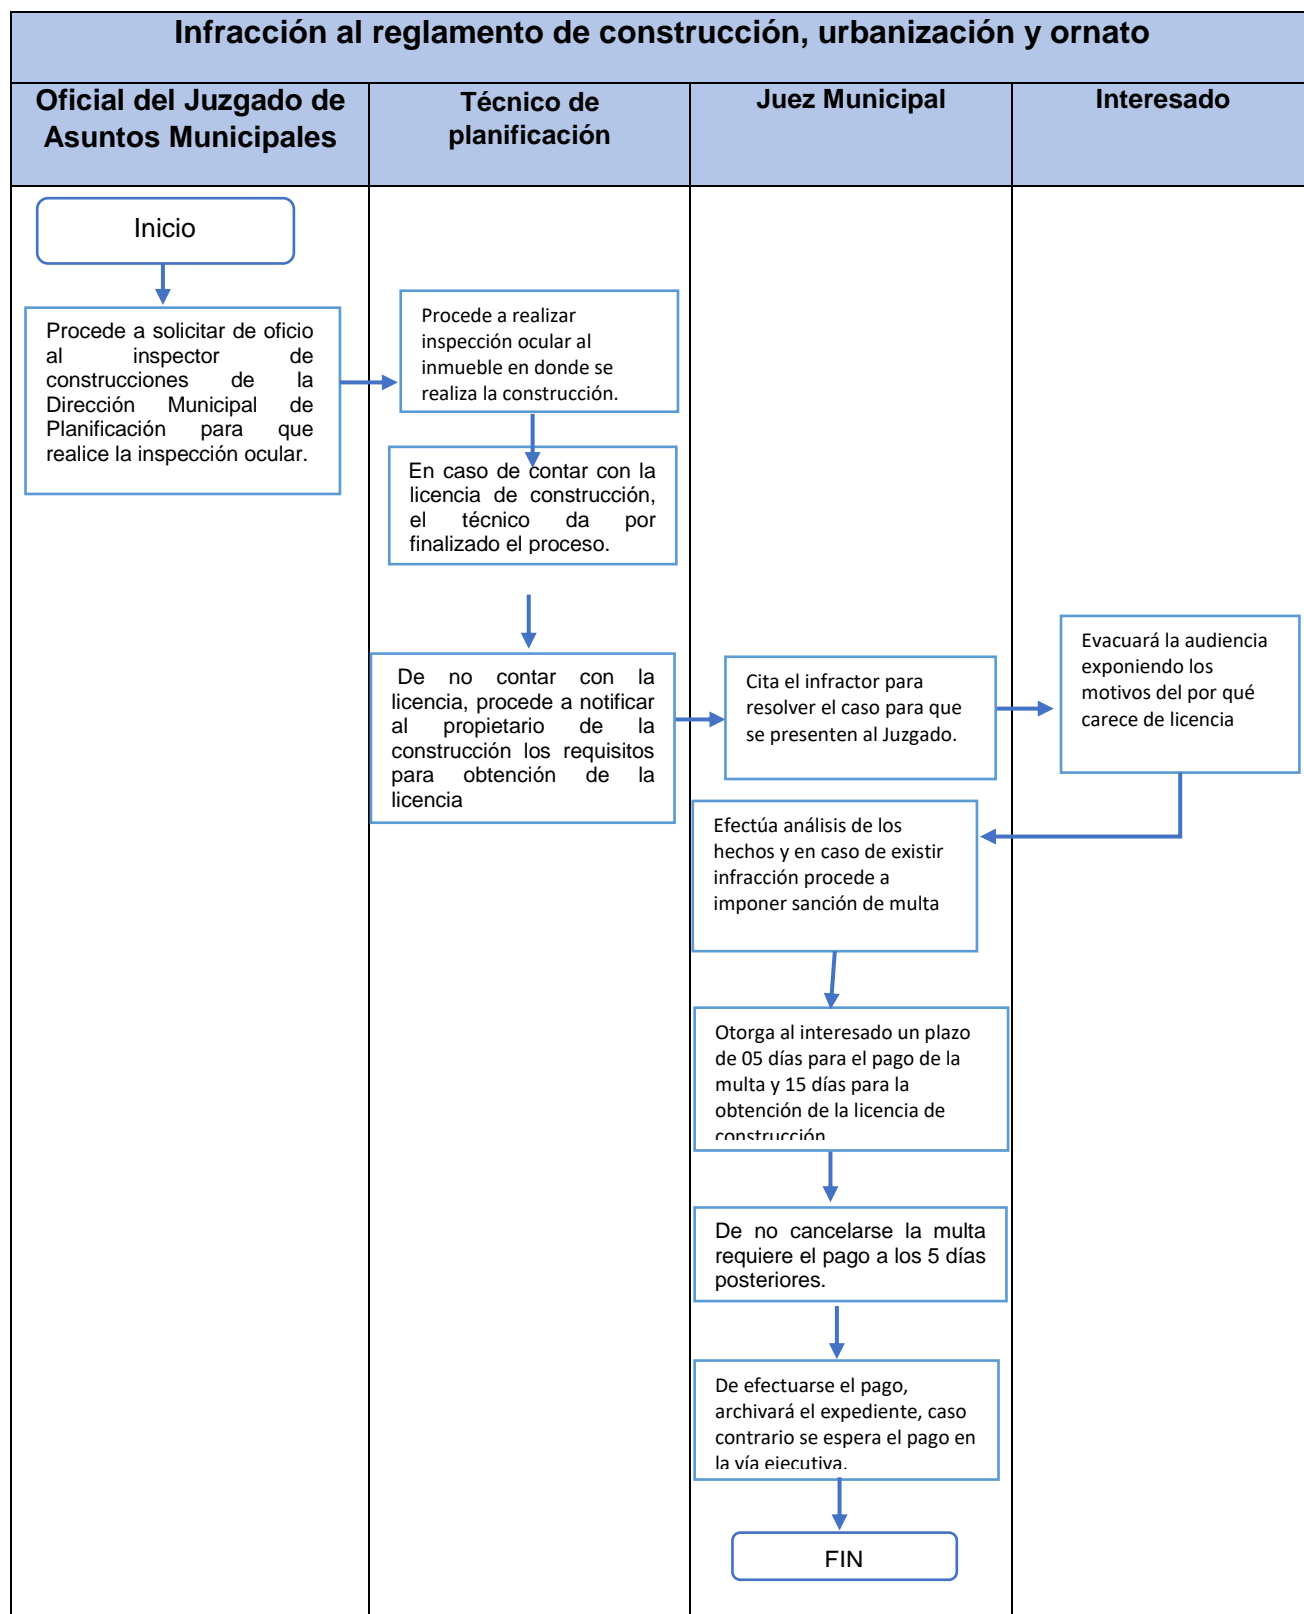 Infracción al reglamento de construcción, urbanización y ornato
Oficial del Juzgado de
Asuntos Municipales
Técnico de
planificación
Juez Municipal
Interesado
Inicio
Procede a solicitar de oficio
al inspector de
construcciones de la
Dirección Municipal de
Planificación para que
realice la inspección ocular.
Procede a realizar
inspección ocular al
inmueble en donde se
realiza la construcción.
En caso de contar con la
licencia de construcción,
el técnico da por
finalizado el proceso.
De no contar con la
licencia, procede a notificar
al propietario de la
construcción los requisitos
para obtención de la
licencia
Cita el infractor para
resolver el caso para que
se presenten al Juzgado.
Evacuará la audiencia
exponiendo los
motivos del por qué
carece de licencia
Efectúa análisis de los
hechos y en caso de existir
infracción procede a
imponer sanción de multa
Otorga al interesado un plazo
de 05 días para el pago de la
multa y 15 días para la
obtención de la licencia de
construcción
De no cancelarse la multa
requiere el pago a los 5 días
posteriores.
De efectuarse el pago,
archivará el expediente, caso
contrario se espera el pago en
la vía ejecutiva.
FIN